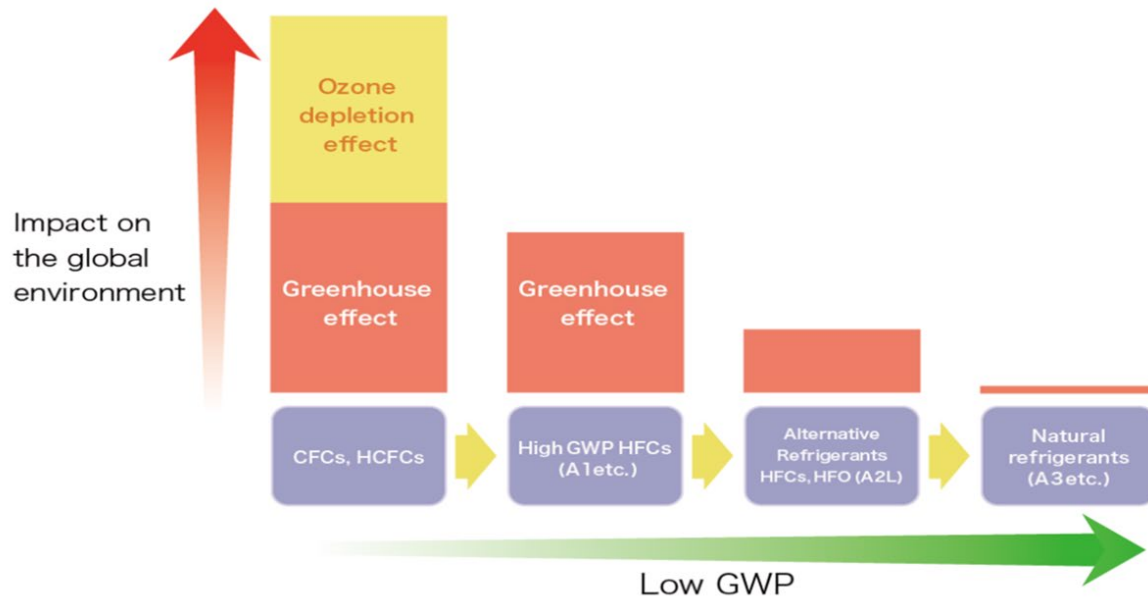 Ozone
depletion
effect
Impact on
the global
environment
Greenhouse
effect
Greenhouse
effect
CFCs, HCFCs
High GWP HFCs
(A1etc.)
Alternative
Refrigerants
HFCs, HFO (A2L)
Natural
refrigerants
(A3etc.)
Low GWP